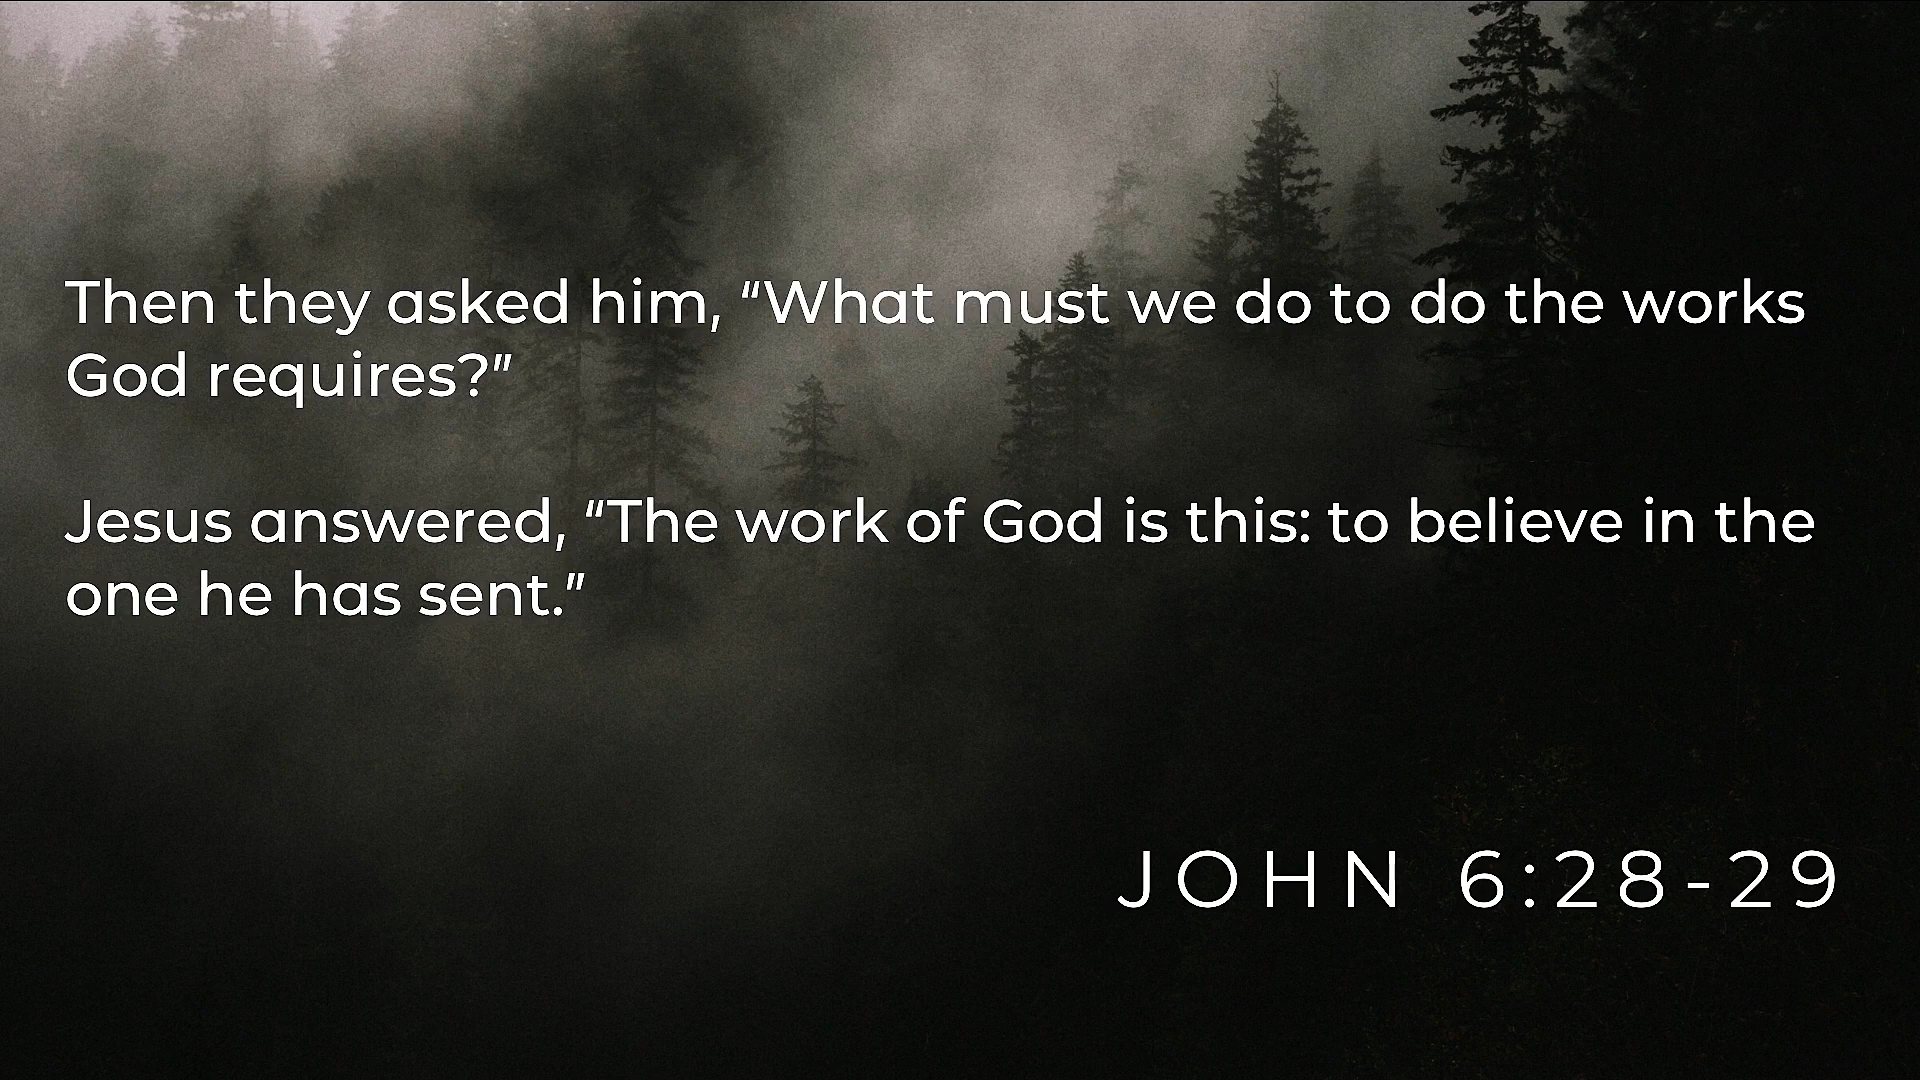 Then they asked him, “What must we do to do the works
God requires?”
Jesus answered, “The work of God is this: to believe in the
one he has sent.”
JOHN 6:28-29